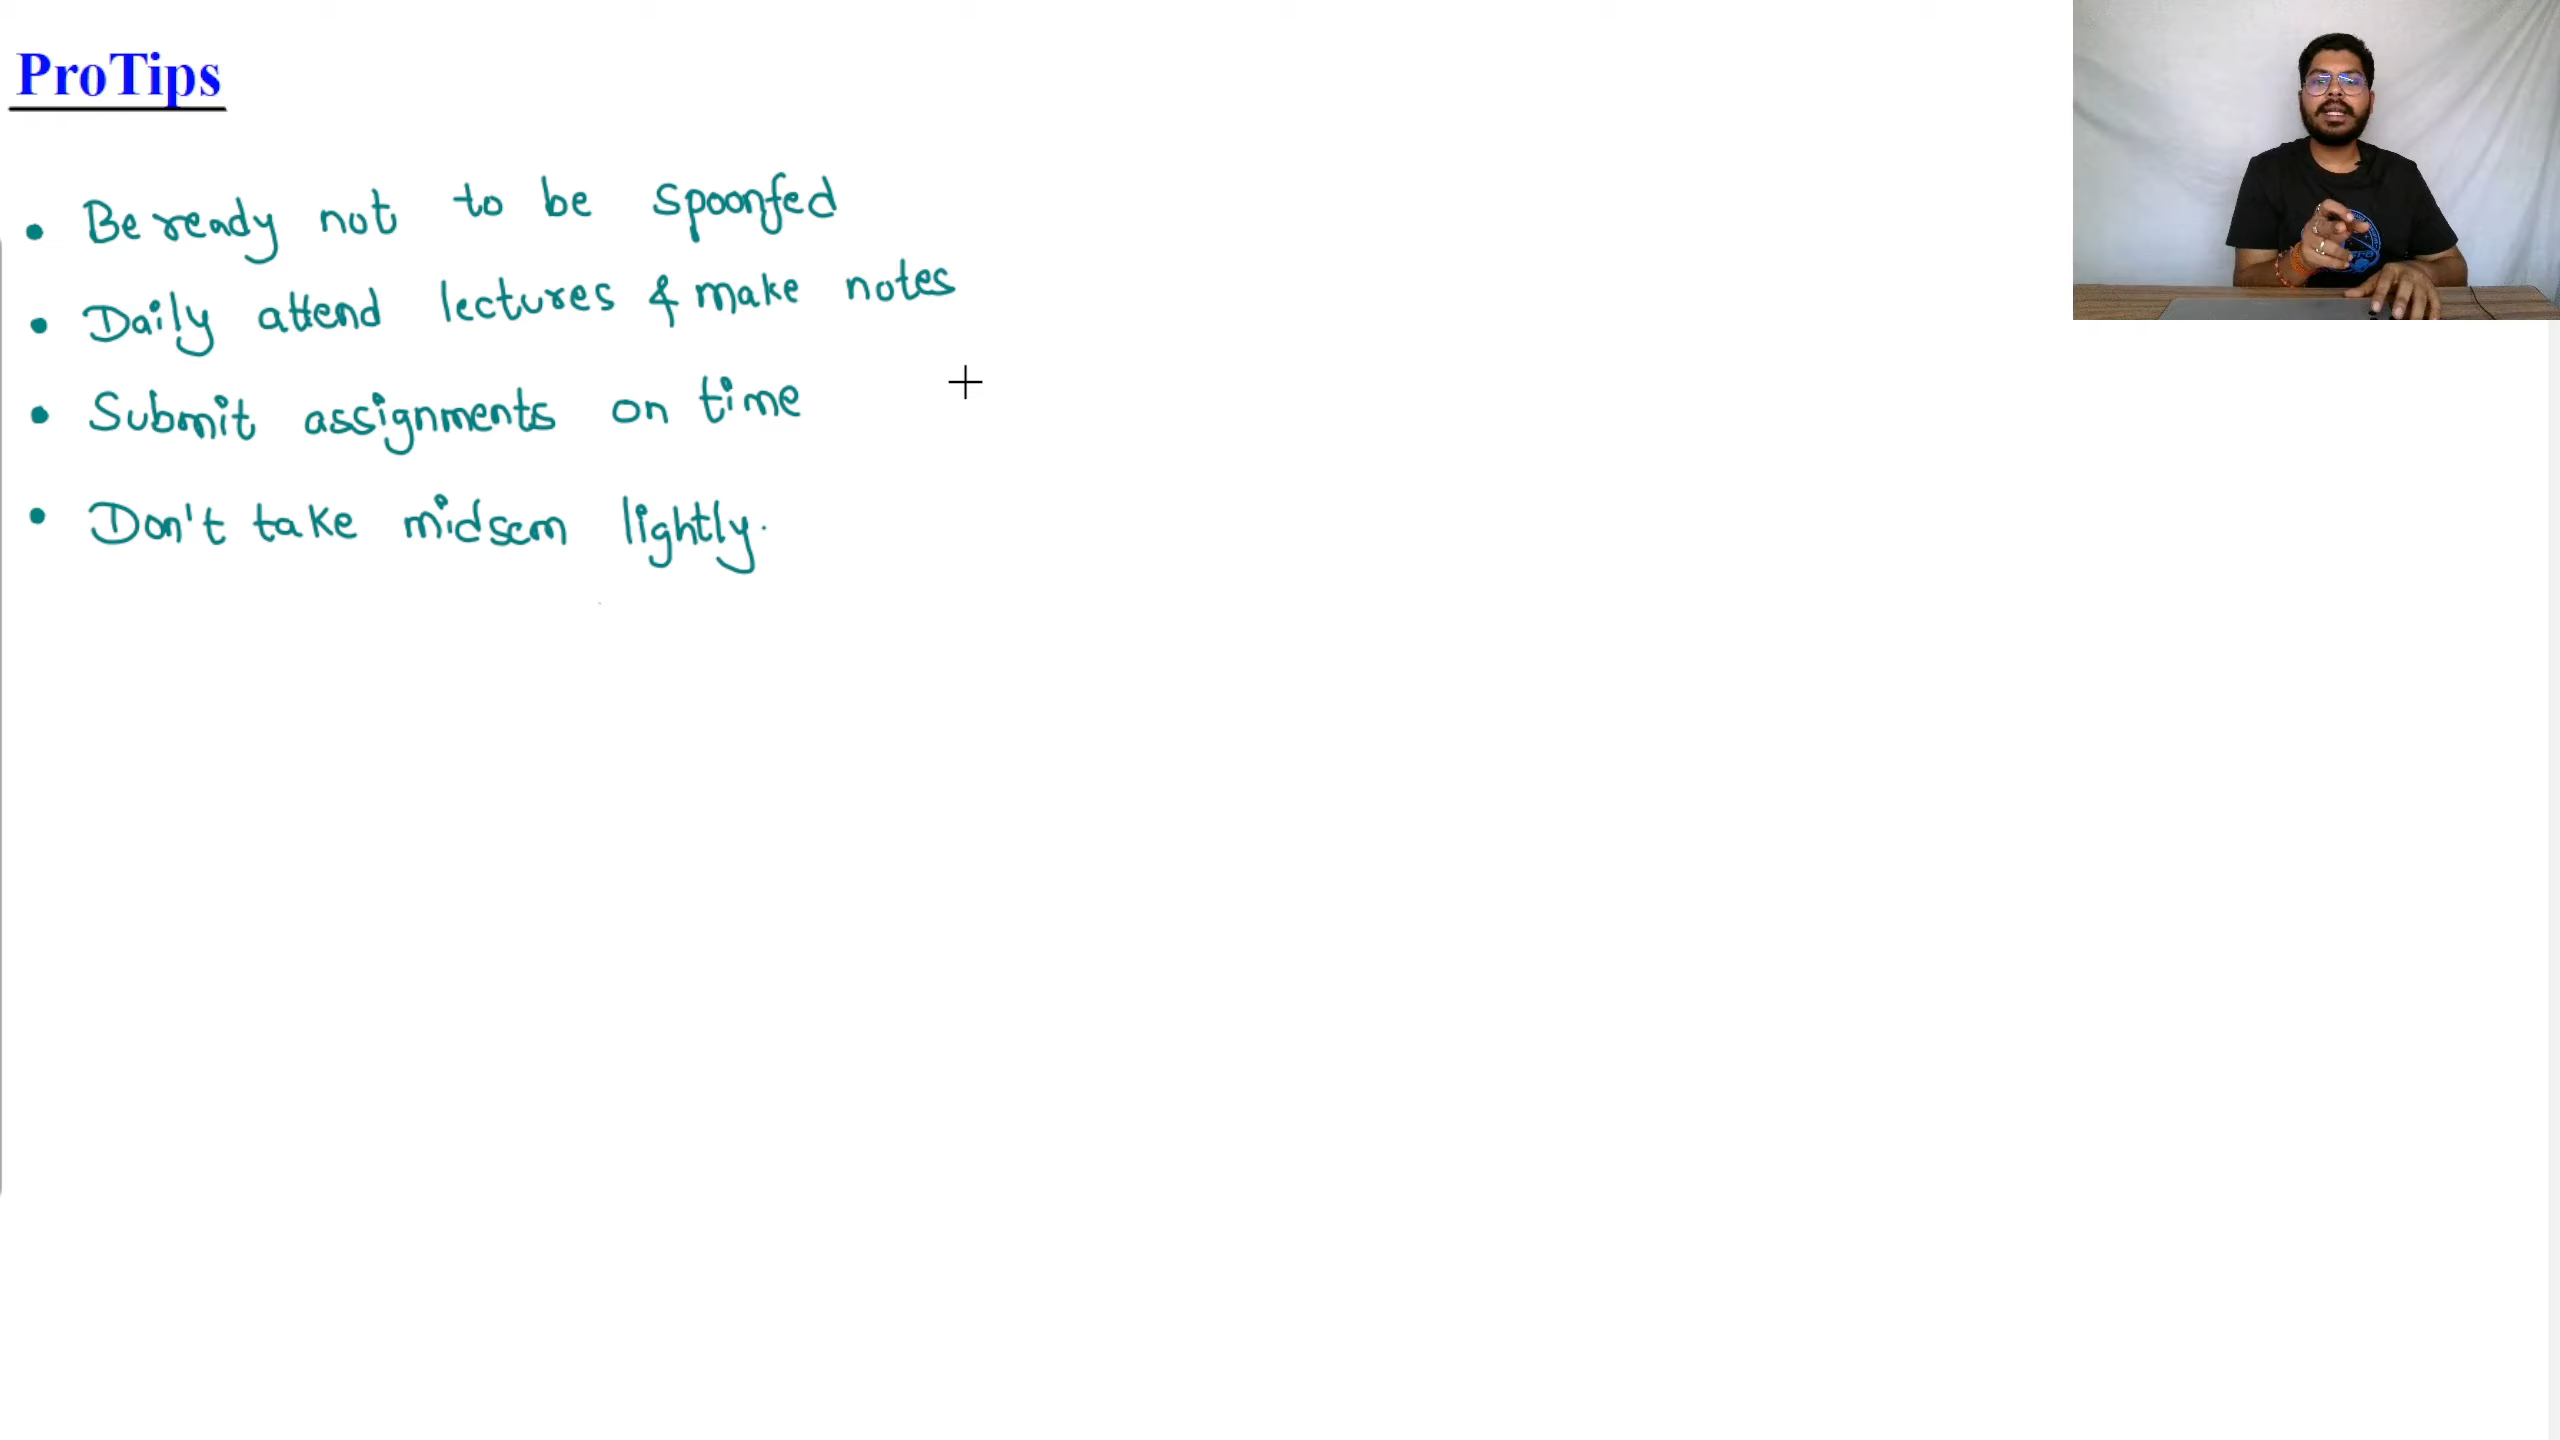 ProTips
• Be ready not to be spoonfed
• Daily attend lectures & make notes
• Submit assignments on time
• Don't take midsem lightly.